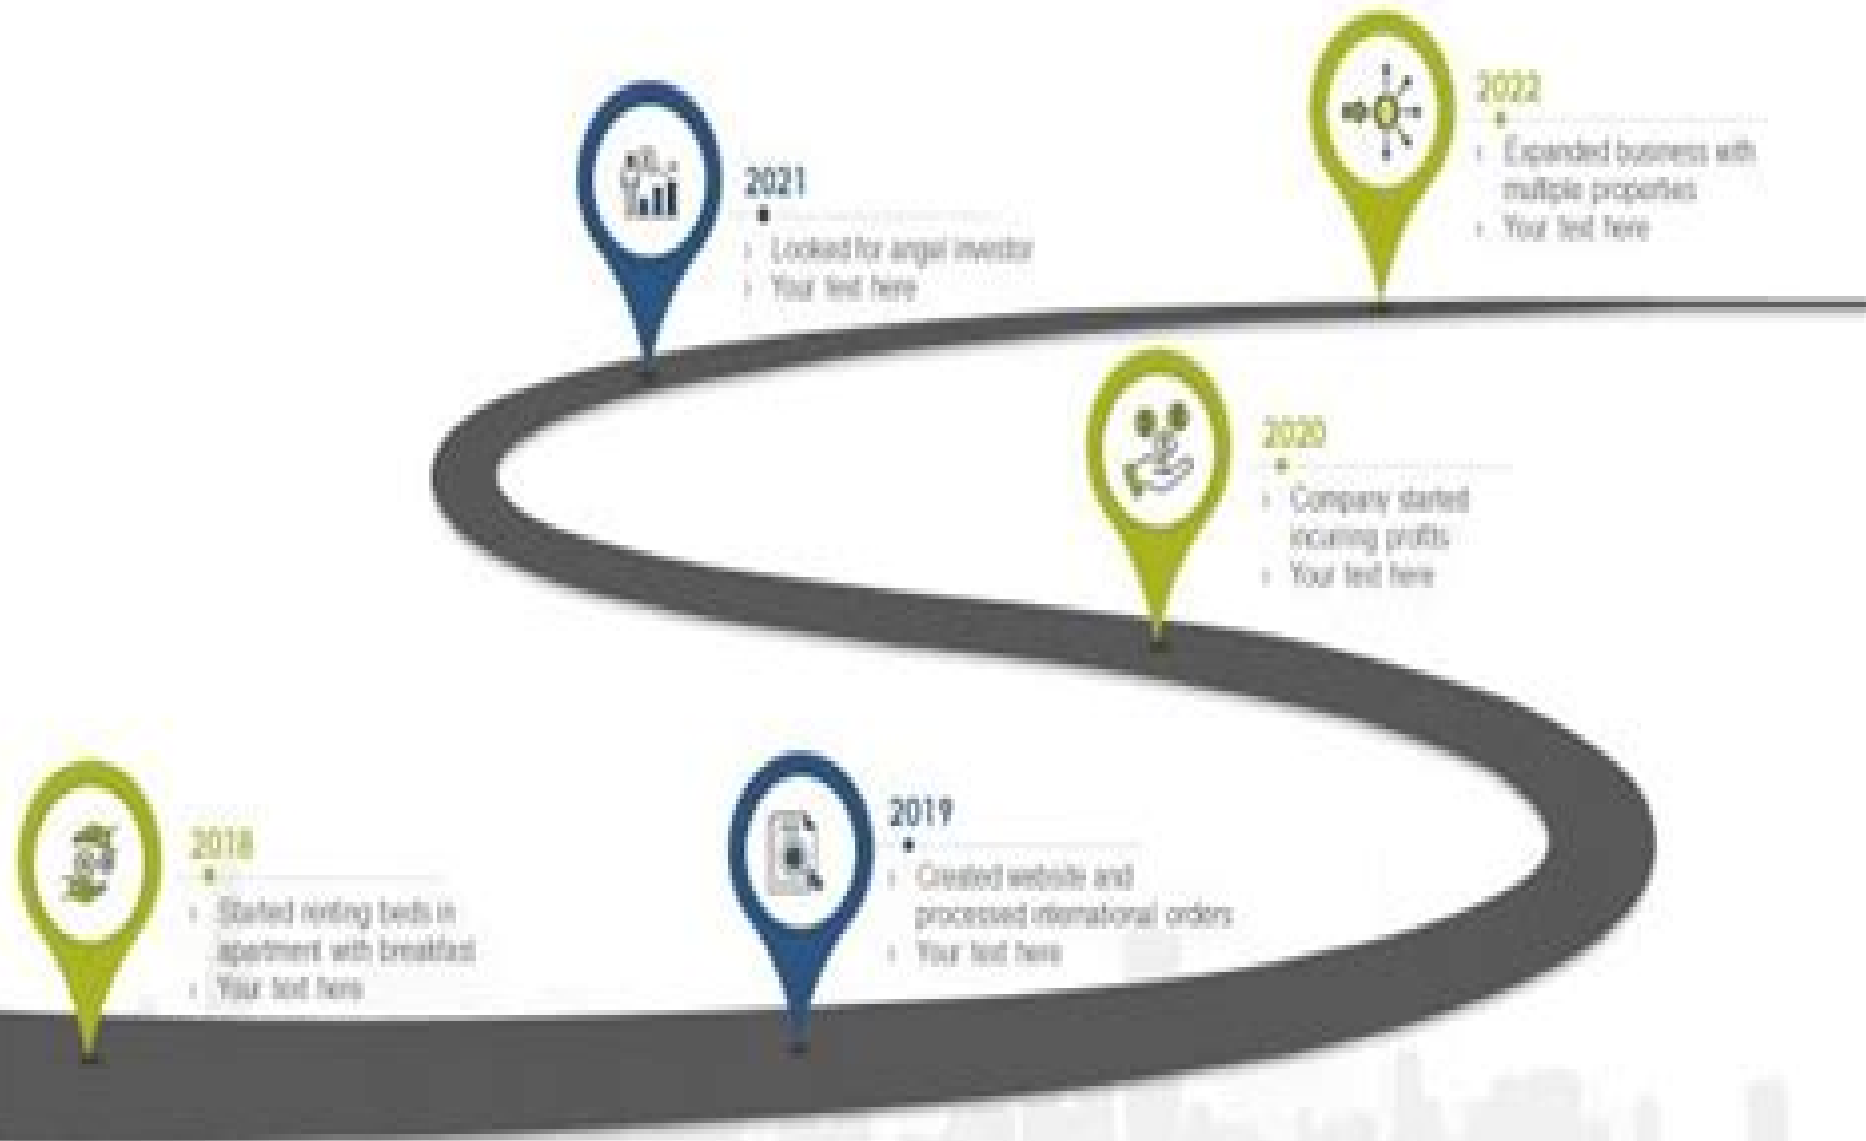 2022
Expanded business with
multiple properties
Your text here
2021
Looked for angel investor
Your text here
2020
Company started
incurring profits
Your text here
2019
Created website and
processed international orders
Your text here
2018
Started renting beds in
apartment with breakfast
Your text here